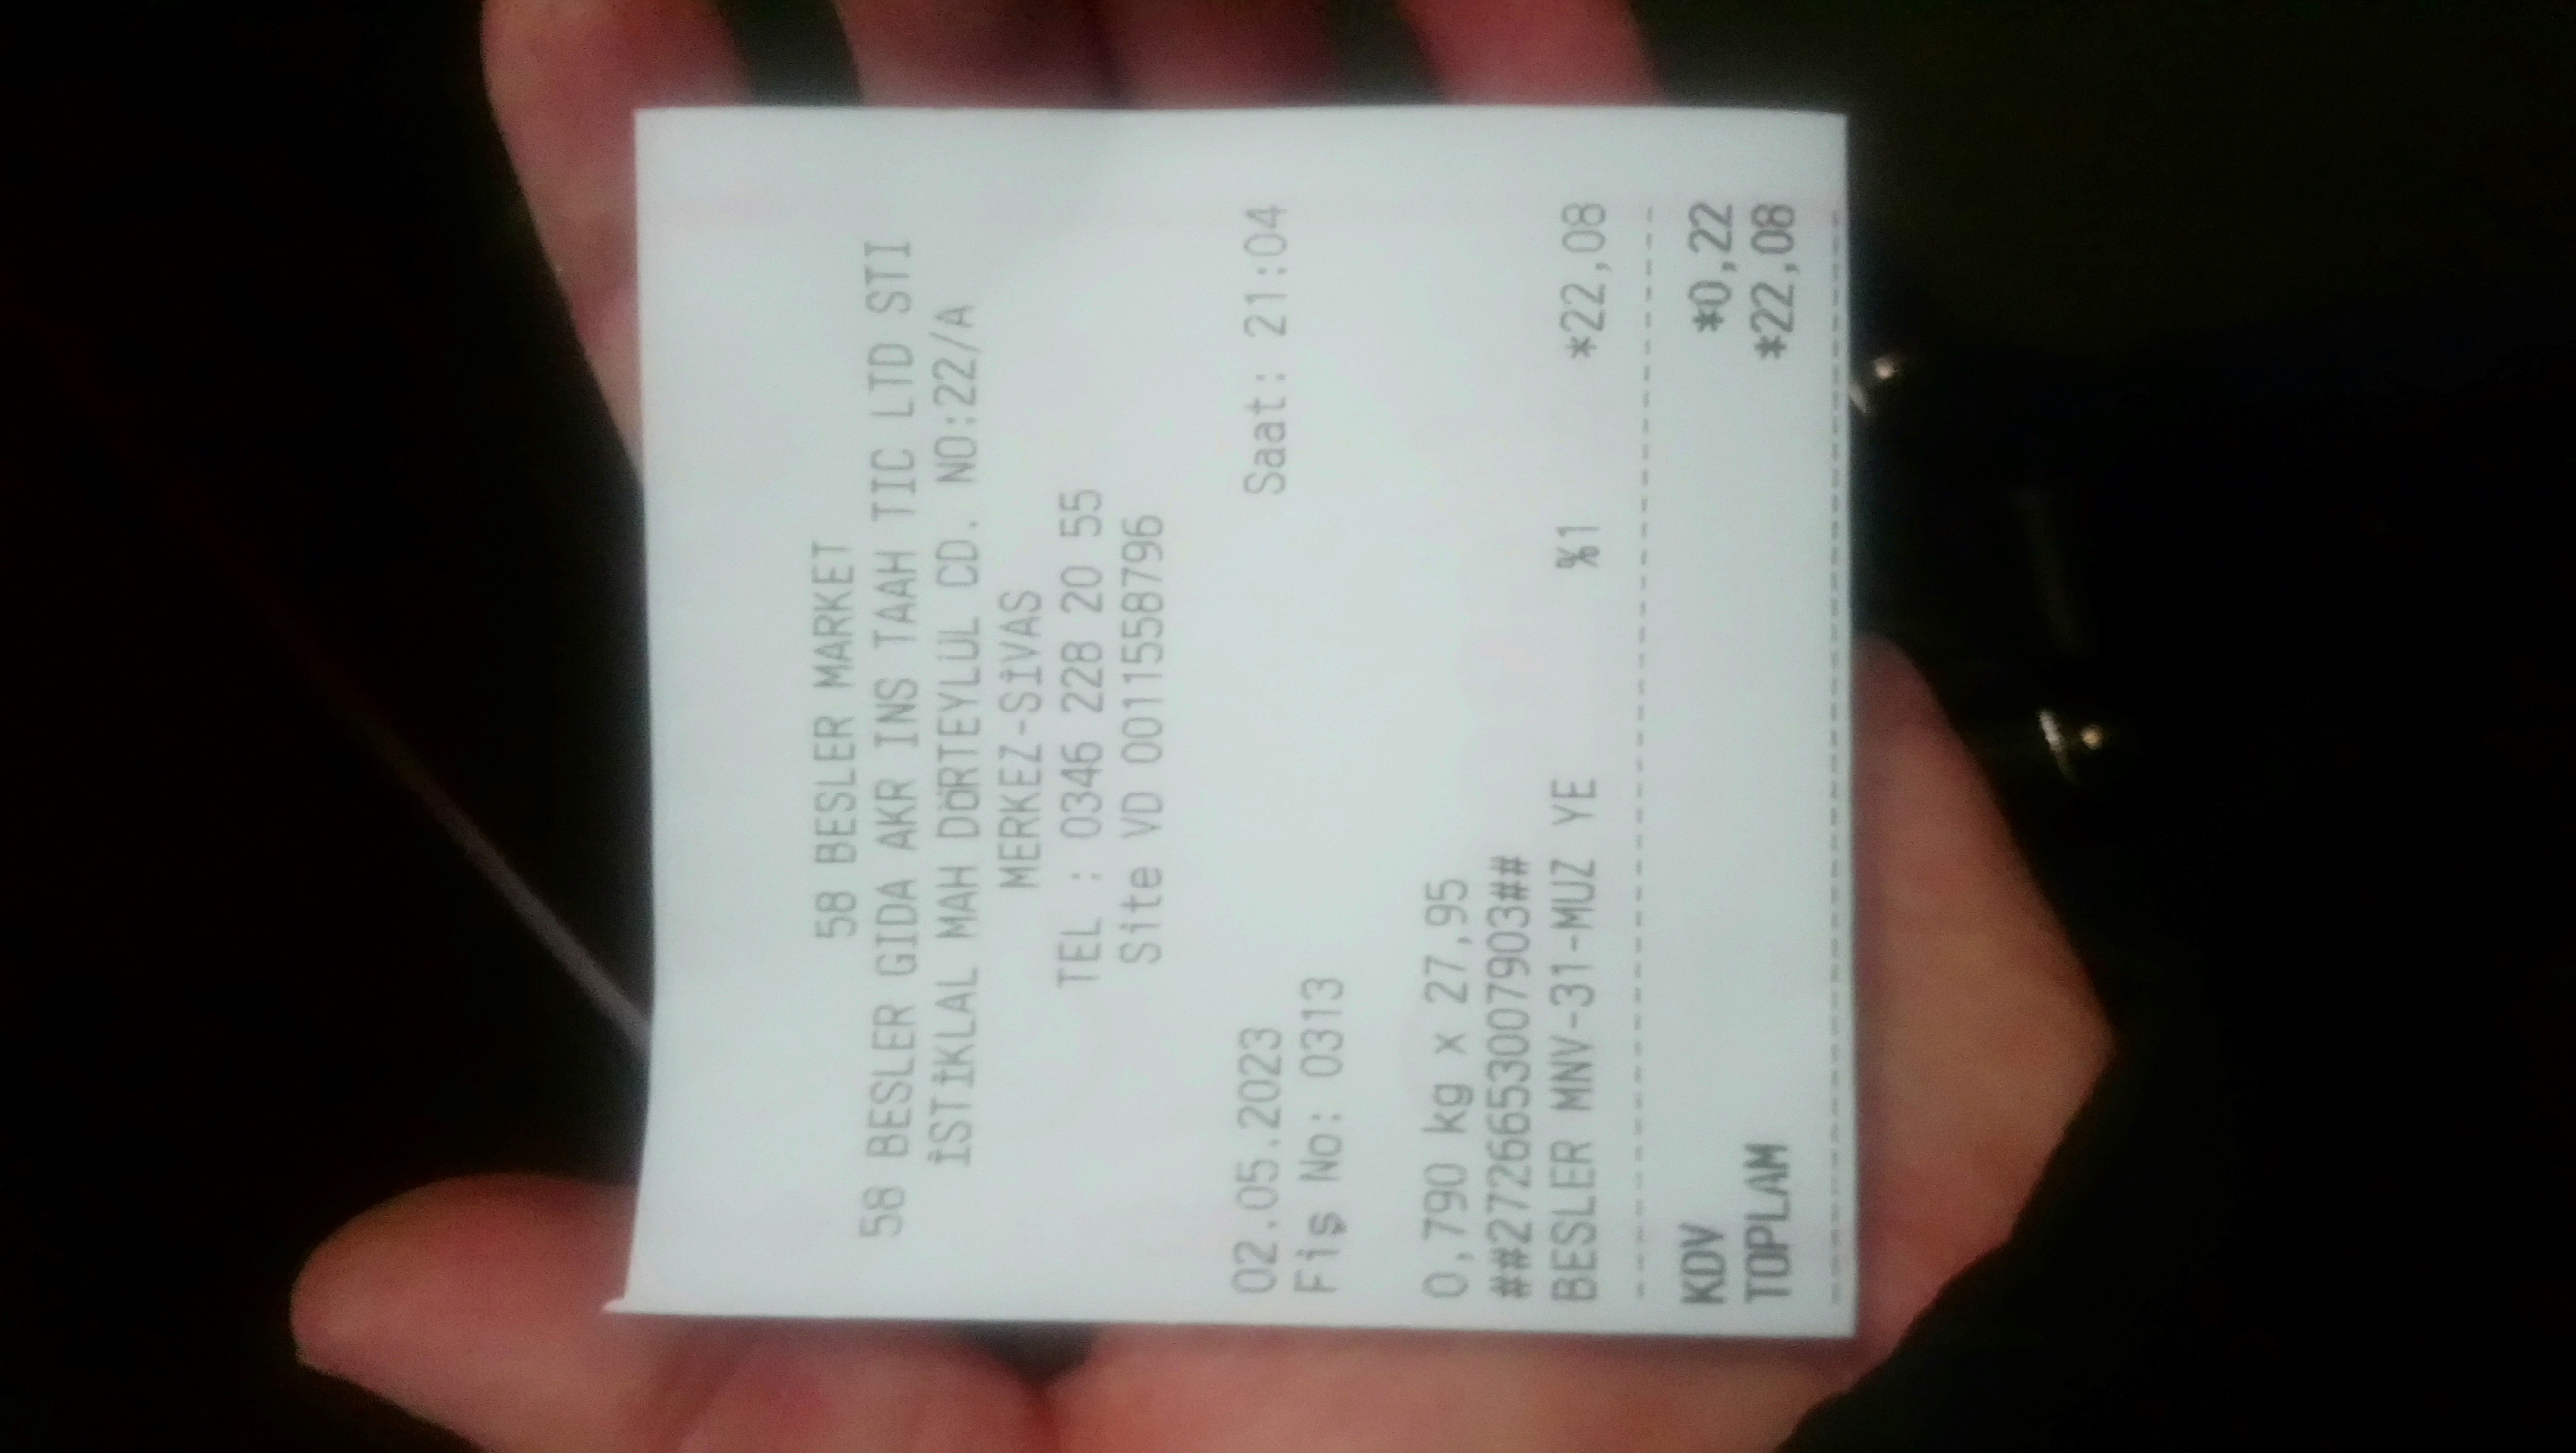 58 BESLER MARKET
58 BESLER GIDA AKR INS TAAH TIC LTD STI
İSTİKLAL MAH DÖRTEYLÜL CD. NO:22/A
MERKEZ-SİVAS
TEL : 0346 228 20 55
Site VD 00115558796
02.05.2023 Saat: 21:04
Fiş No: 0313
0,790 kg x 27,95
##2726653007903##
BESLER MNV-31-MUZ YE %1 *22,08
KDV *0,22
TOPLAM *22,08